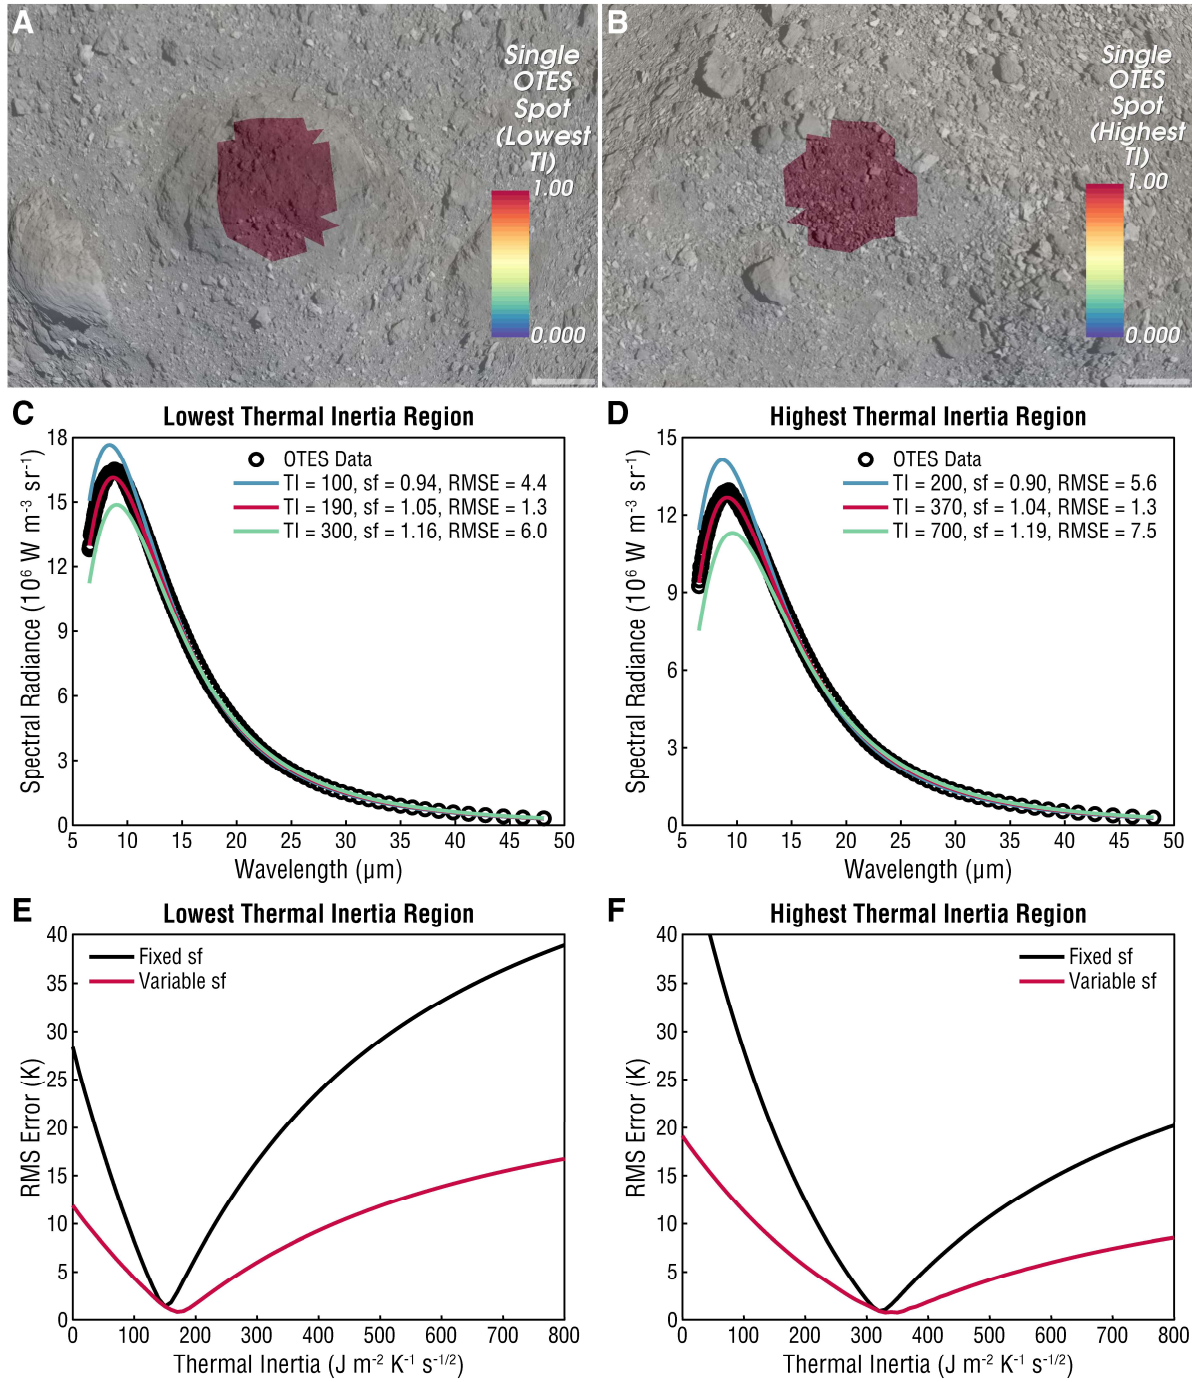 A
Single
OTES
Spot
(Lowest
TI)
1.00
0.000
B
Single
OTES
Spot
(Highest
TI)
1.00
0.000
C
Lowest Thermal Inertia Region
18
15
12
9
6
3
0
Spectral Radiance (10⁶ W m⁻³ sr⁻¹)
OTES Data
TI = 100, sf = 0.94, RMSE = 4.4
TI = 190, sf = 1.05, RMSE = 1.3
TI = 300, sf = 1.16, RMSE = 6.0
5 10 15 20 25 30 35 40 45 50
Wavelength (µm)
D
Highest Thermal Inertia Region
15
12
9
6
3
0
Spectral Radiance (10⁶ W m⁻³ sr⁻¹)
OTES Data
TI = 200, sf = 0.90, RMSE = 5.6
TI = 370, sf = 1.04, RMSE = 1.3
TI = 700, sf = 1.19, RMSE = 7.5
5 10 15 20 25 30 35 40 45 50
Wavelength (µm)
E
Lowest Thermal Inertia Region
40
35
30
25
20
15
10
5
0
RMS Error (K)
Fixed sf
Variable sf
0 100 200 300 400 500 600 700 800
Thermal Inertia (J m⁻² K⁻¹ s⁻¹/²)
F
Highest Thermal Inertia Region
40
35
30
25
20
15
10
5
0
RMS Error (K)
Fixed sf
Variable sf
0 100 200 300 400 500 600 700 800
Thermal Inertia (J m⁻² K⁻¹ s⁻¹/²)